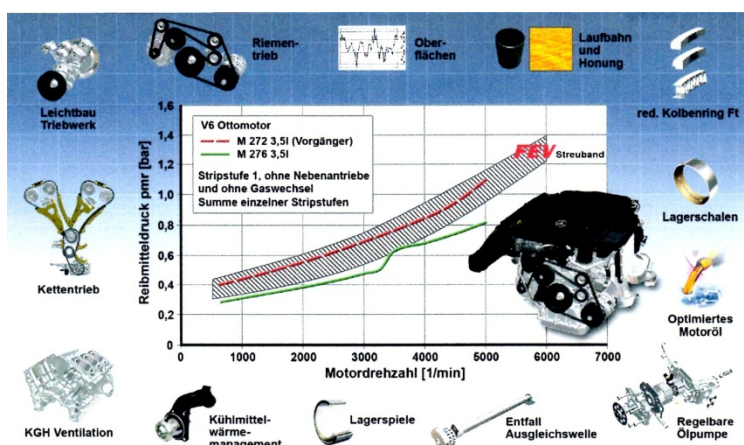 Riemen-
trieb
Ober-
flächen
Laufbahn
und
Honung
Leichtbau
Triebwerk
red. Kolbenring Ft
Reibmitteldruck pmr [bar]
1,6
1,4
1,2
1,0
0,8
0,6
0,4
0,2
0
V6 Ottomotor
M 272 3,5l (Vorgänger)
M 276 3,5l
Stripstufe 1, ohne Nebenantriebe
und ohne Gaswechsel
Summe einzelner Stripstufen
FEV Streuband
Kettentrieb
Lagerschalen
Optimiertes
Motoröl
0 1000 2000 3000 4000 5000 6000 7000
Motordrehzahl [1/min]
KGH Ventilation
Kühlmittel-
wärme-
management
Lagerspiele
Entfall
Ausgleichswelle
Regelbare
Ölpumpe